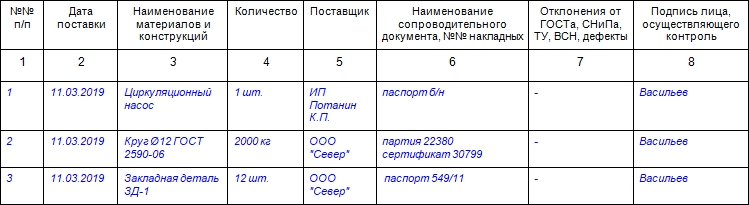 №№ п/п | Дата поставки | Наименование материалов и конструкций | Количество | Поставщик | Наименование сопроводительного документа, №№ накладных | Отклонения от ГОСТа, СНиПа, ТУ, ВСН, дефекты | Подпись лица, осуществляющего контроль
1 | 2 | 3 | 4 | 5 | 6 | 7 | 8
1 | 11.03.2019 | Циркуляционный насос | 1 шт. | ИП Потанин К.П. | паспорт б/н | - | Васильев
2 | 11.03.2019 | Круг Ø12 ГОСТ 2590-06 | 2000 кг | ООО "Север" | партия 22380 сертификат 30799 | - | Васильев
3 | 11.03.2019 | Закладная деталь ЗД-1 | 12 шт. | ООО "Север" | паспорт 549/11 | - | Васильев